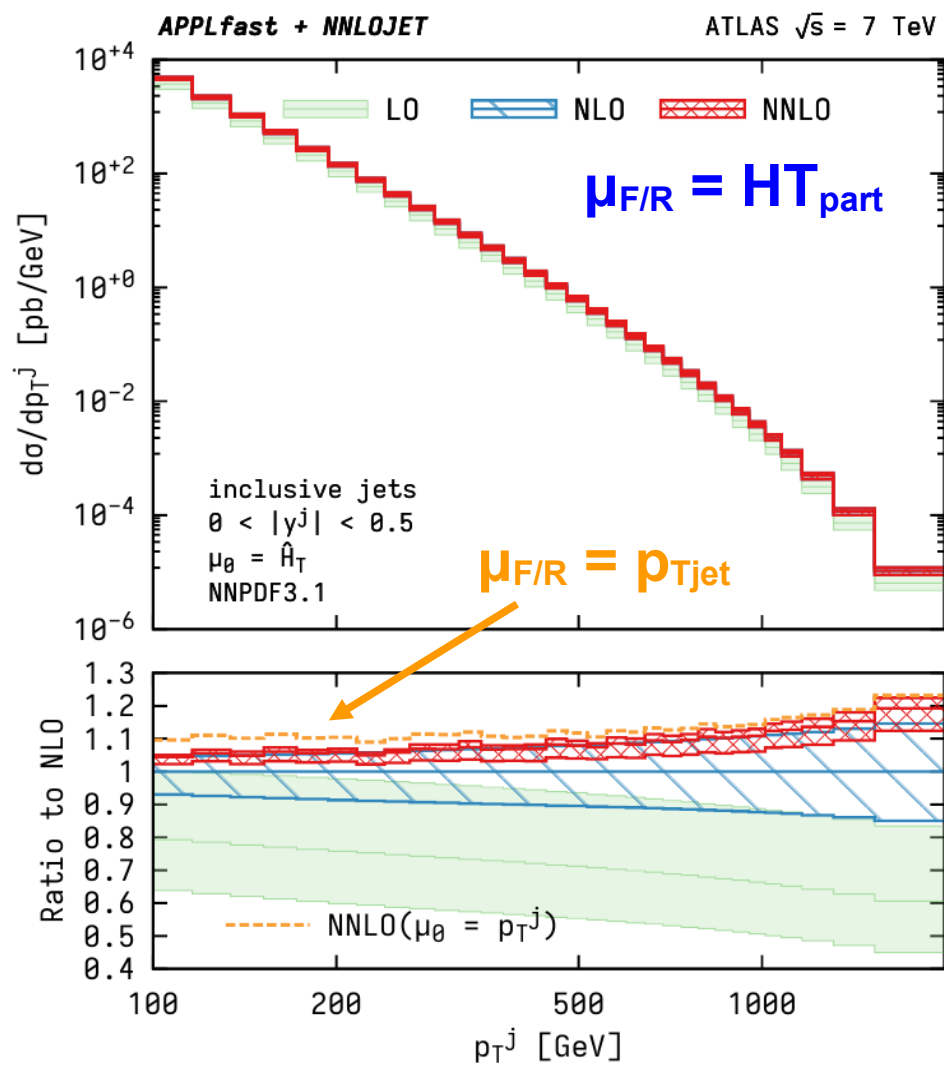 APPLfast + NNLOJET ATLAS √s = 7 TeV
10⁺⁴
LO NLO NNLO
10⁺²
μF/R = HTpart
10⁺⁰
dσ/dpTʲ [pb/GeV]
10⁻²
inclusive jets
0 < |yʲ| < 0.5
μ₀ = ĤT
NNPDF3.1
10⁻⁴
μF/R = pTjet
10⁻⁶
1.3
1.2
1.1
1
0.9
0.8
0.7
0.6
0.5
0.4
Ratio to NLO
NNLO(μ₀ = pTʲ)
100 200 500 1000
pTʲ [GeV]